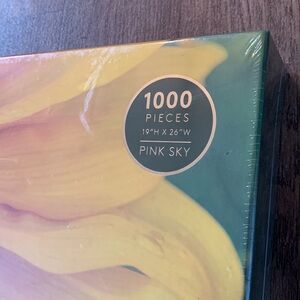 1000
PIECES
19"H X 26"W
PINK SKY